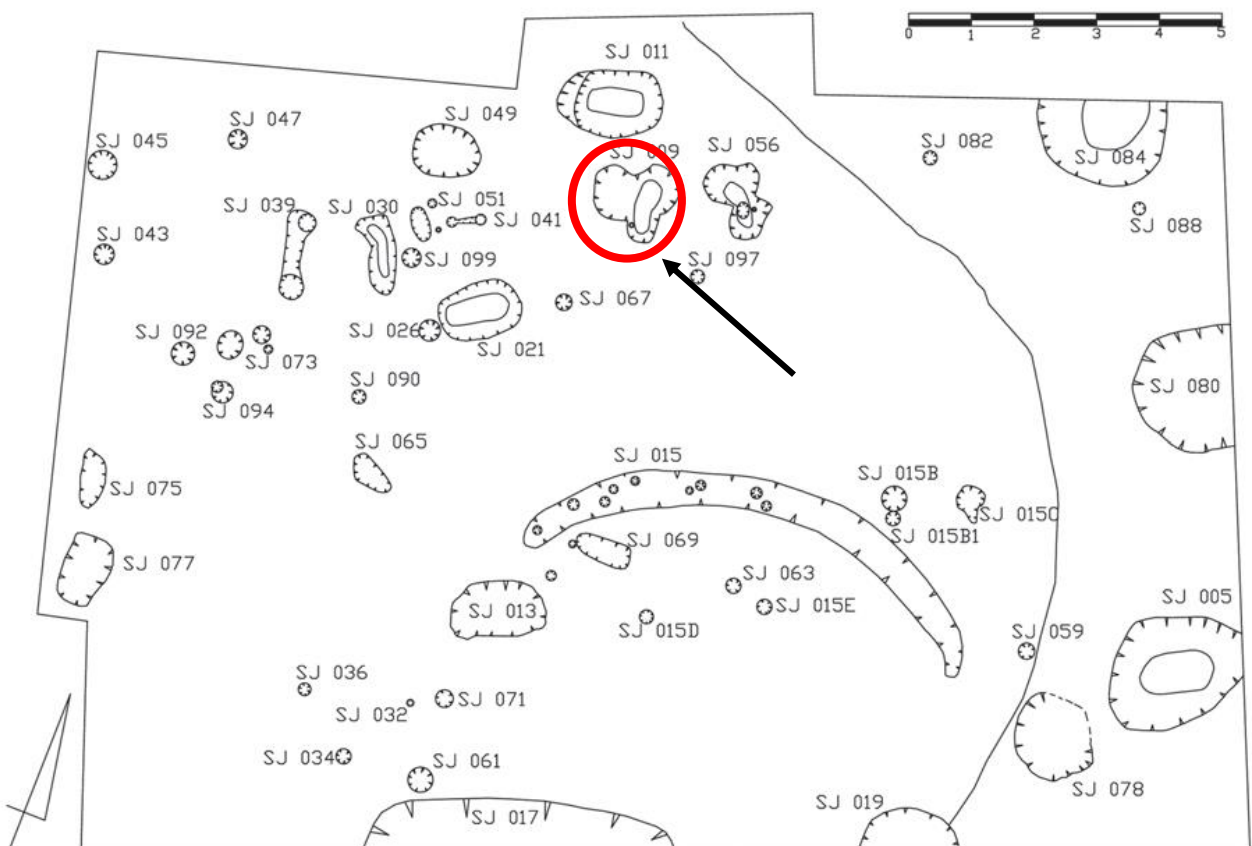 0 1 2 3 4 5
SJ 011
SJ 047
SJ 049
SJ 045
SJ 009
SJ 056
SJ 082
SJ 084
SJ 051
SJ 039
SJ 030
SJ 041
SJ 088
SJ 043
SJ 099
SJ 097
SJ 067
SJ 092
SJ 026
SJ 021
SJ 073
SJ 090
SJ 080
SJ 094
SJ 065
SJ 015
SJ 015B
SJ 075
SJ 015C
SJ 015B1
SJ 069
SJ 077
SJ 063
SJ 005
SJ 013
SJ 015E
SJ 015D
SJ 059
SJ 036
SJ 071
SJ 032
SJ 034
SJ 061
SJ 078
SJ 019
SJ 017